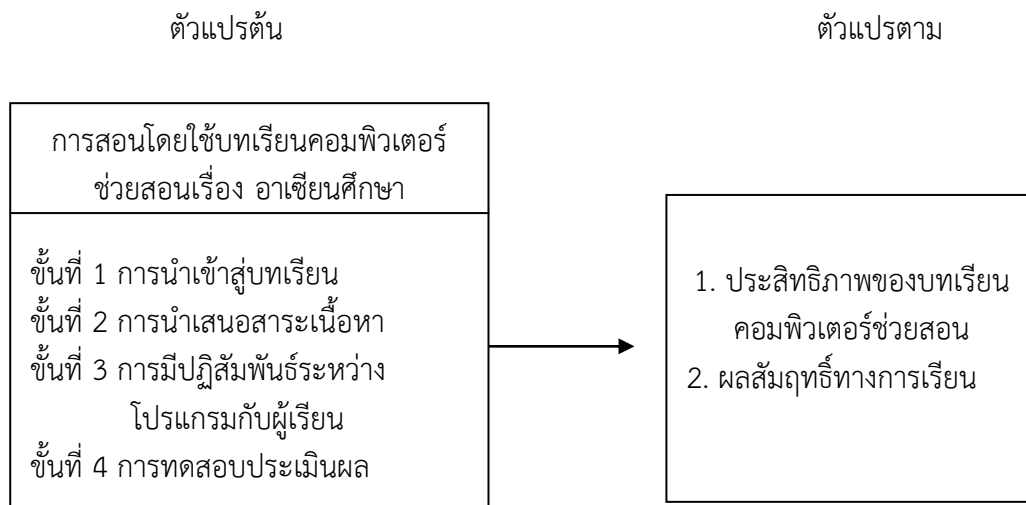 ตัวแปรต้น
ตัวแปรตาม
การสอนโดยใช้บทเรียนคอมพิวเตอร์
ช่วยสอนเรื่อง อาเซียนศึกษา
ขั้นที่ 1 การนำเข้าสู่บทเรียน
ขั้นที่ 2 การนำเสนอสาระเนื้อหา
ขั้นที่ 3 การมีปฏิสัมพันธ์ระหว่าง
โปรแกรมกับผู้เรียน
ขั้นที่ 4 การทดสอบประเมินผล
1. ประสิทธิภาพของบทเรียน
คอมพิวเตอร์ช่วยสอน
2. ผลสัมฤทธิ์ทางการเรียน